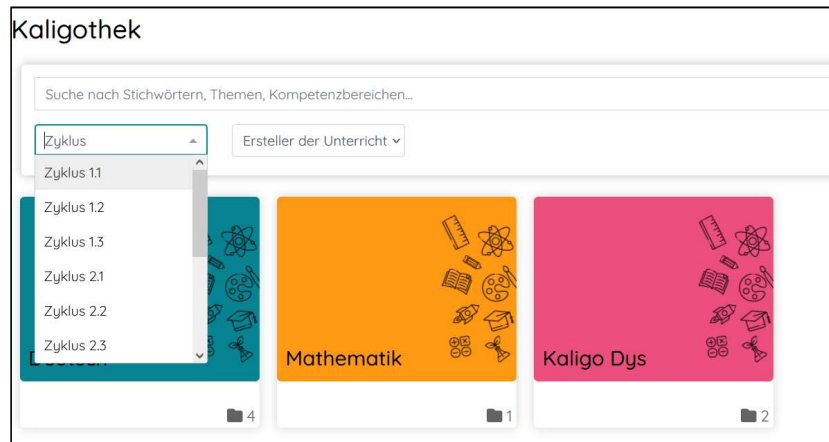 Kaligothek
Suche nach Stichwörtern, Themen, Kompetenzbereichen...
Zyklus
Ersteller der Unterricht
Zyklus 1.1
Zyklus 1.2
Zyklus 1.3
Zyklus 2.1
Zyklus 2.2
Zyklus 2.3
Mathematik
Kaligo Dys
4
1
2